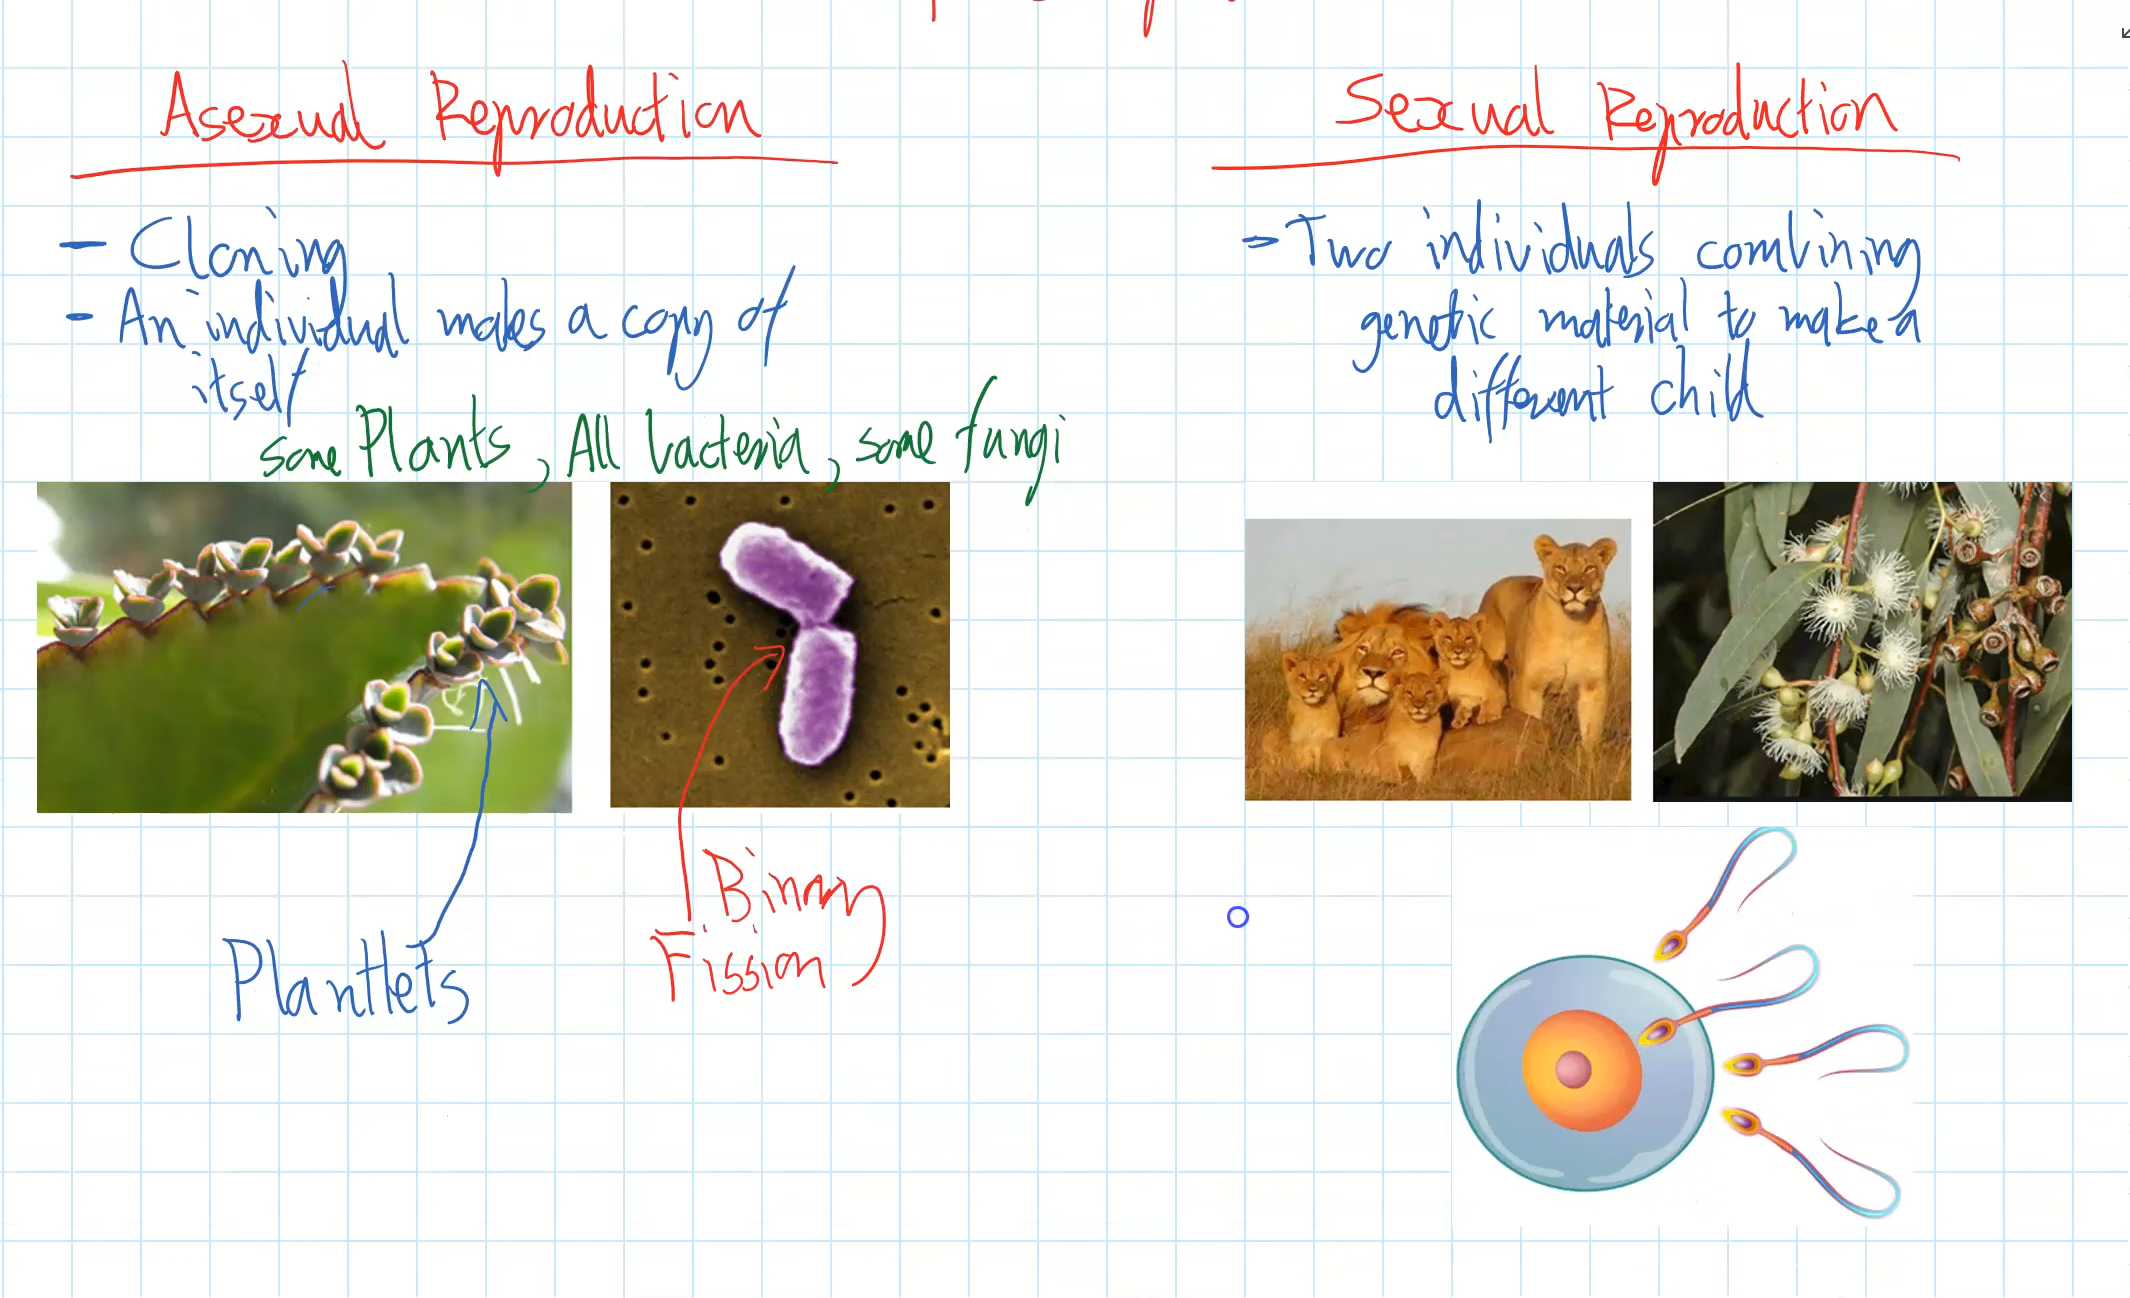 Asexual Reproduction
- Cloning
- An individual makes a copy of
itself
some Plants, All bacteria, some fungi
Plantlets
Binary
Fission
Sexual Reproduction
- Two individuals combining
genetic material to make a
different child